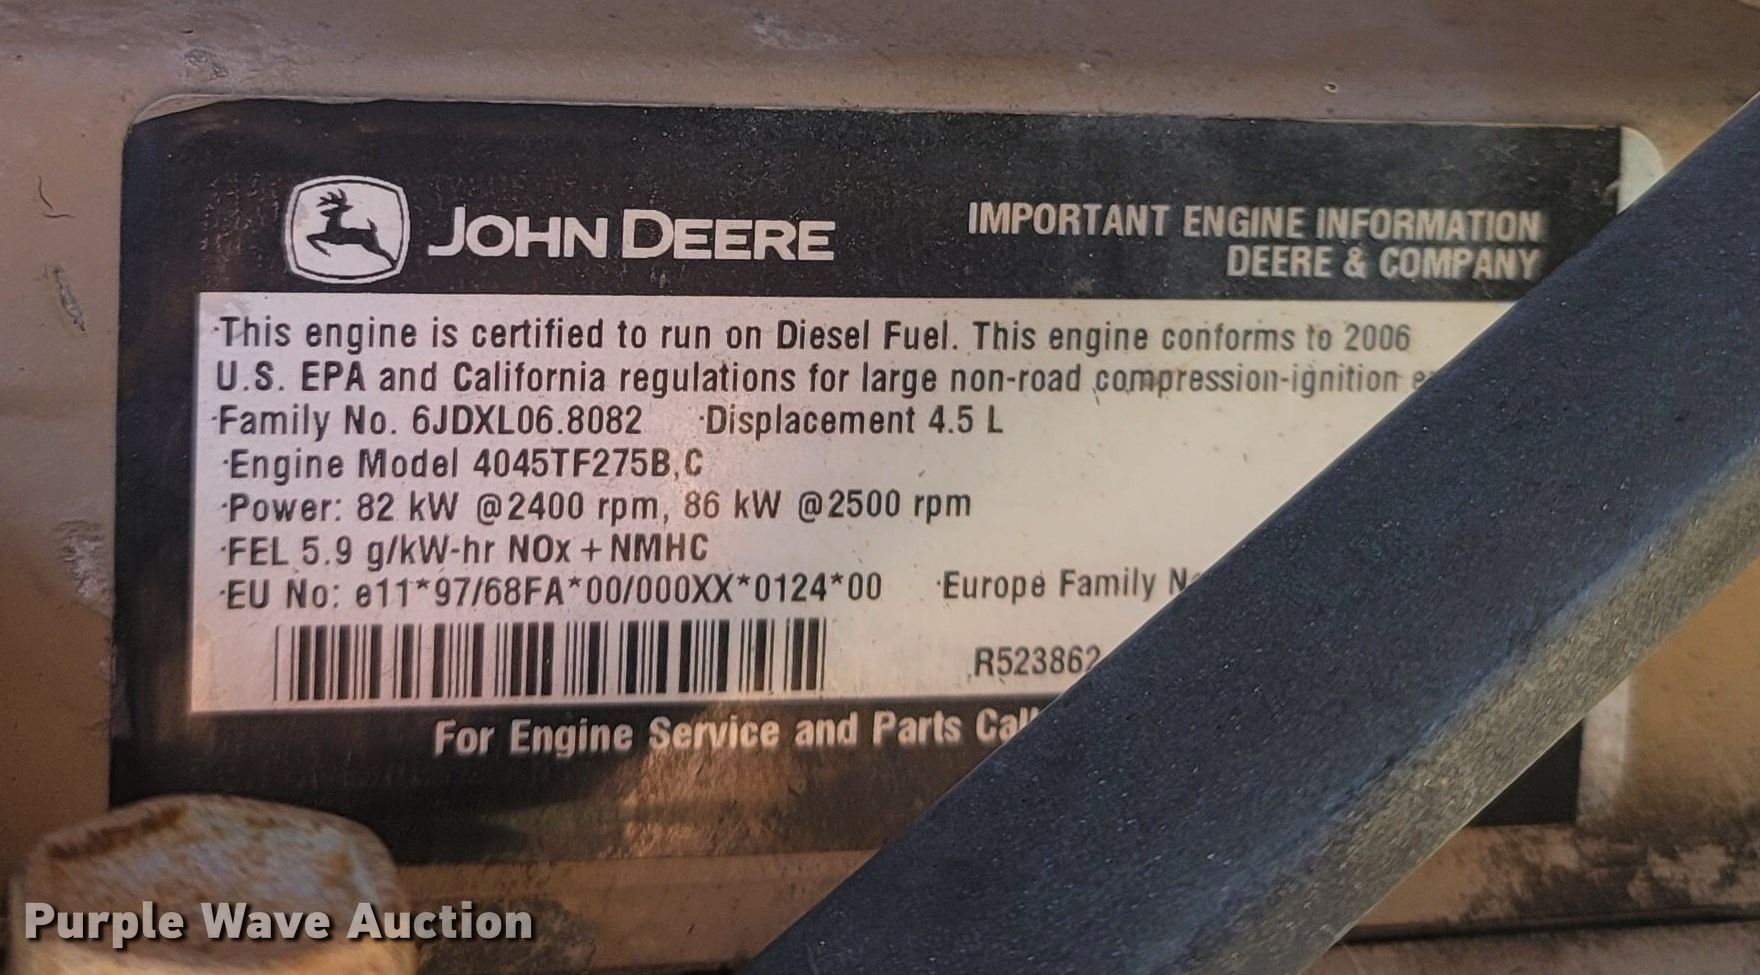 JOHN DEERE
IMPORTANT ENGINE INFORMATION
DEERE & COMPANY
·This engine is certified to run on Diesel Fuel. This engine conforms to 2006
U.S. EPA and California regulations for large non-road compression-ignition
·Family No. 6JDXL06.8082 ·Displacement 4.5 L
·Engine Model 4045TF275B,C
·Power: 82 kW @2400 rpm, 86 kW @2500 rpm
·FEL 5.9 g/kW-hr NOx + NMHC
·EU No: e11*97/68FA*00/000XX*0124*00 ·Europe Family
R523862
For Engine Service and Parts Call
Purple Wave Auction